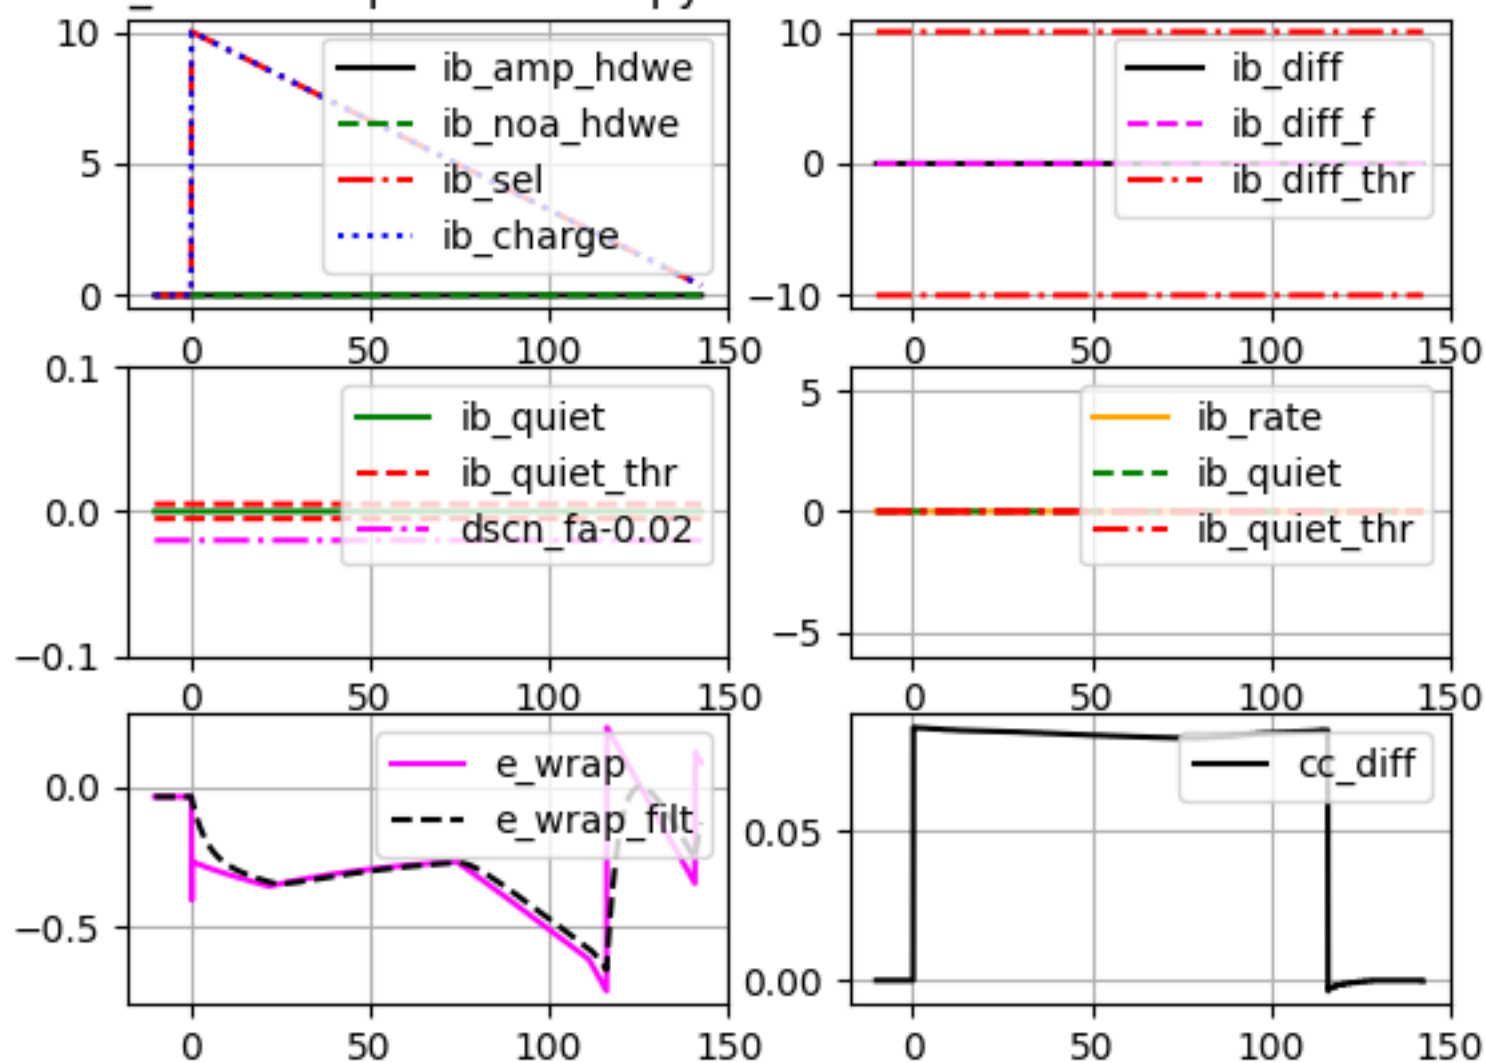 10
5
0
ib_amp_hdwe
ib_noa_hdwe
ib_sel
ib_charge
0 50 100 150
10
0
−10
ib_diff
ib_diff_f
ib_diff_thr
0 50 100 150
0.1
0.0
−0.1
ib_quiet
ib_quiet_thr
dscn_fa-0.02
0 50 100 150
5
0
−5
ib_rate
ib_quiet
ib_quiet_thr
0 50 100 150
0.0
−0.5
e_wrap
e_wrap_filt
0 50 100 150
0.05
0.00
cc_diff
0 50 100 150